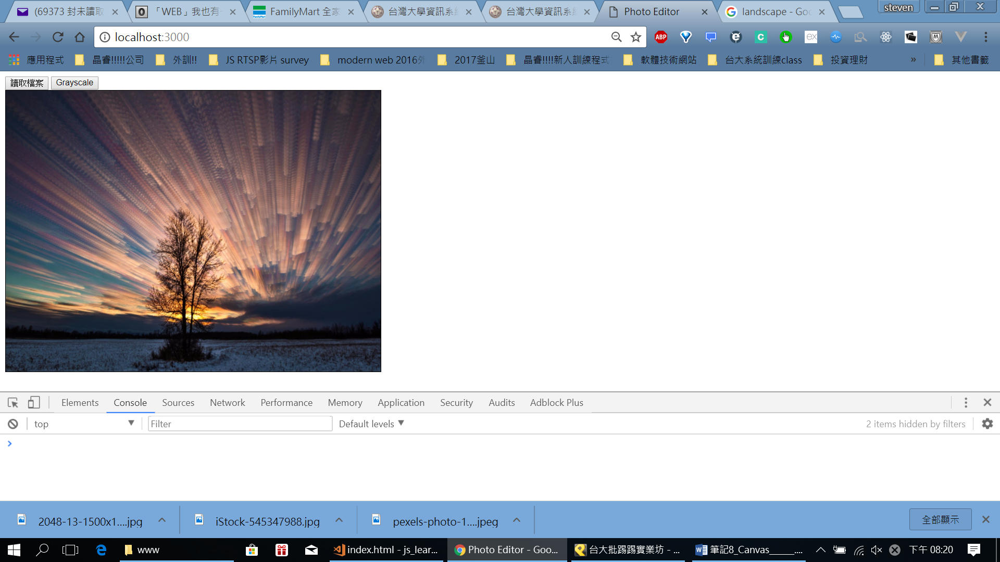 (69373 封未讀取
「WEB」我也有
FamilyMart 全家
台灣大學資訊系
台灣大學資訊系
Photo Editor
landscape - Goo
steven
localhost:3000
ABP
應用程式
晶睿!!!!!公司
外訓!!
JS RTSP影片 survey
modern web 2016外
2017釜山
晶睿!!!!新人訓練程式
軟體技術網站
台大系統訓練class
投資理財
»
其他書籤
讀取檔案
Grayscale
Elements
Console
Sources
Network
Performance
Memory
Application
Security
Audits
Adblock Plus
top
Filter
Default levels
2 items hidden by filters
2048-13-1500x1....jpg
iStock-545347988.jpg
pexels-photo-1....jpeg
全部顯示
www
index.html - js_lear...
Photo Editor - Goo...
台大批踢踢實業坊 - ...
筆記8_Canvas_____....
下午 08:20